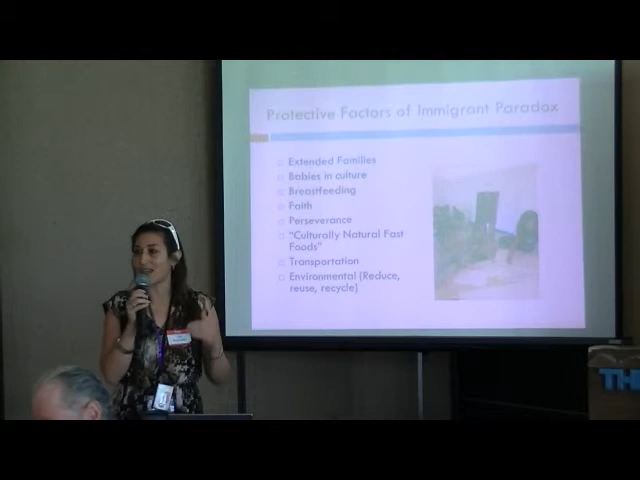 Protective Factors of Immigrant Paradox
Extended Families
Babies in culture
Breastfeeding
Faith
Perseverance
"Culturally Natural Fast
Foods"
Transportation
Environmental (Reduce,
reuse, recycle)
TH